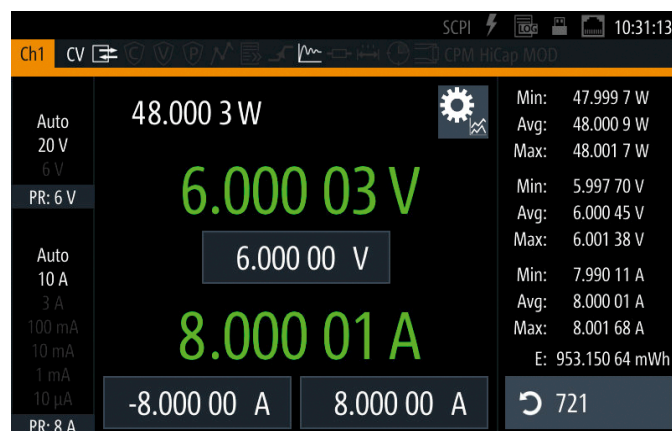 SCPI LOG 10:31:13
Ch1 CV V P CPM HiCap MOD
Auto
20 V
6 V
PR: 6 V
Auto
10 A
3 A
100 mA
10 mA
1 mA
10 µA
PR: 8 A
48.000 3 W
6.000 03 V
6.000 00 V
8.000 01 A
-8.000 00 A
8.000 00 A
Min: 47.999 7 W
Avg: 48.000 9 W
Max: 48.001 7 W
Min: 5.997 70 V
Avg: 6.000 45 V
Max: 6.001 38 V
Min: 7.990 11 A
Avg: 8.000 01 A
Max: 8.001 68 A
E: 953.150 64 mWh
721